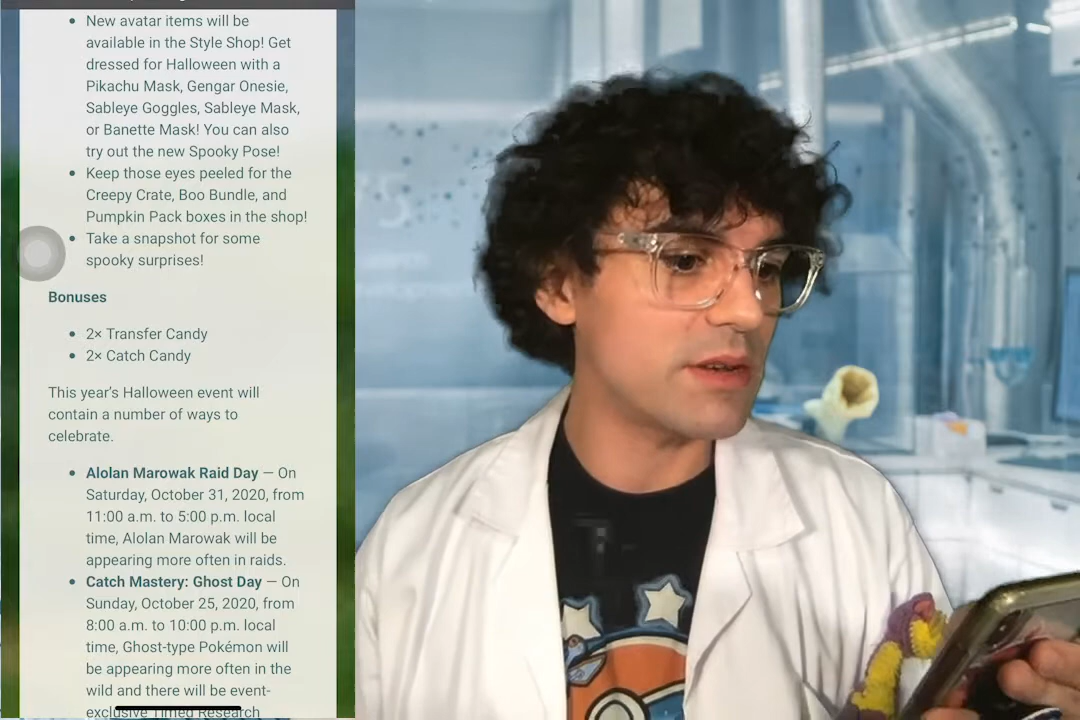 New avatar items will be
available in the Style Shop! Get
dressed for Halloween with a
Pikachu Mask, Gengar Onesie,
Sableye Goggles, Sableye Mask,
or Banette Mask! You can also
try out the new Spooky Pose!
Keep those eyes peeled for the
Creepy Crate, Boo Bundle, and
Pumpkin Pack boxes in the shop!
Take a snapshot for some
spooky surprises!
Bonuses
2× Transfer Candy
2× Catch Candy
This year's Halloween event will
contain a number of ways to
celebrate.
Alolan Marowak Raid Day — On
Saturday, October 31, 2020, from
11:00 a.m. to 5:00 p.m. local
time, Alolan Marowak will be
appearing more often in raids.
Catch Mastery: Ghost Day — On
Sunday, October 25, 2020, from
8:00 a.m. to 10:00 p.m. local
time, Ghost-type Pokémon will
be appearing more often in the
wild and there will be event-
exclusive Timed Research